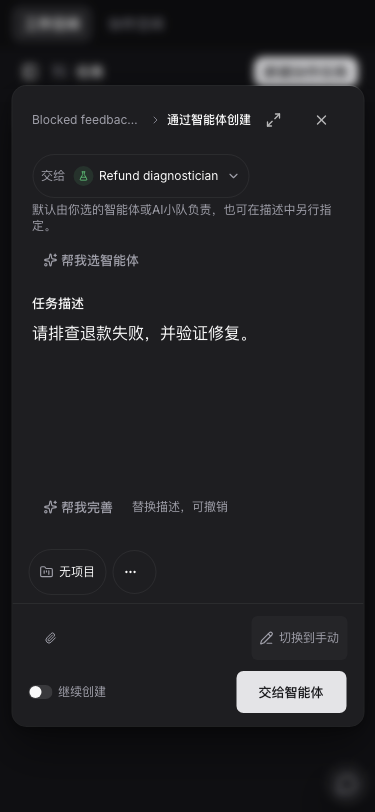 Blocked feedbac... > 通过智能体创建
交给 Refund diagnostician
默认由你选的智能体或AI小队负责，也可在描述中另行指
定。
帮我选智能体
任务描述
请排查退款失败，并验证修复。
帮我完善 替换描述，可撤销
无项目 ...
切换到手动
继续创建 交给智能体